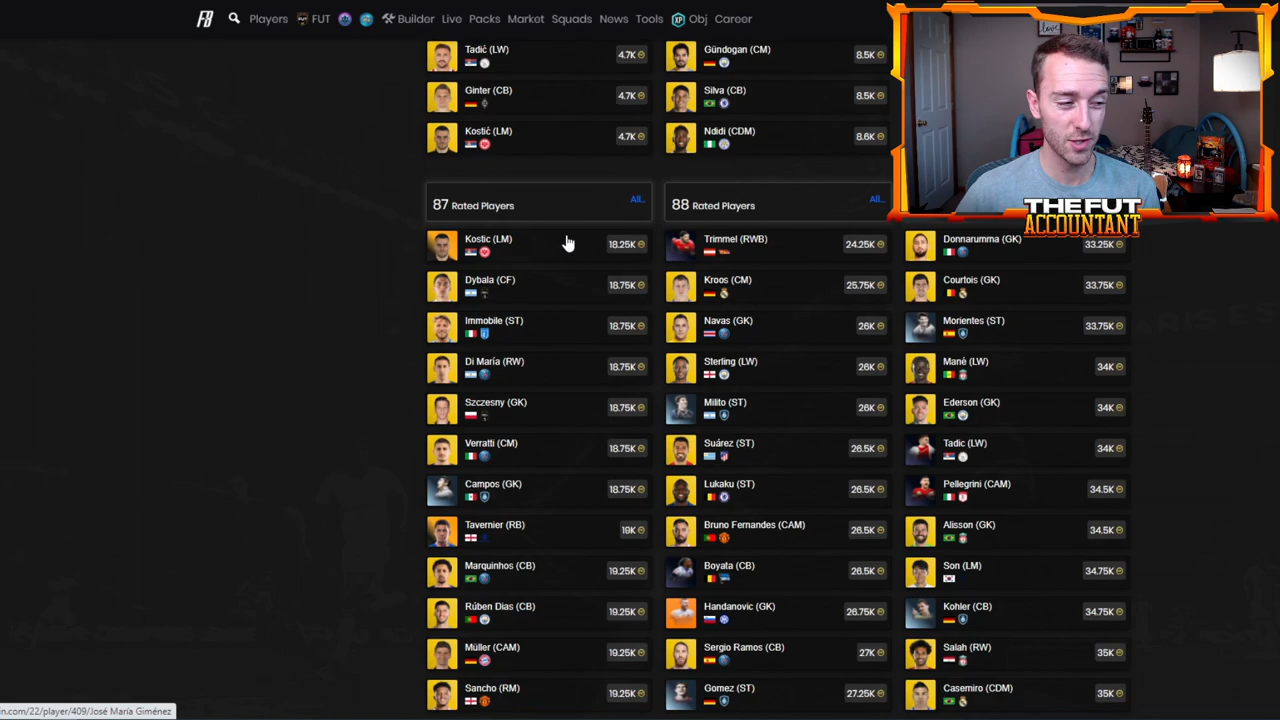 FB Players FUT Builder Live Packs Market Squads News Tools XP Obj Career
Tadić (LW) 4.7K
Ginter (CB) 4.7K
Kostić (LM) 4.7K
Gündogan (CM) 8.5K
Silva (CB) 8.5K
Ndidi (CDM) 8.6K
87 Rated Players All..
Kostic (LM) 18.25K
Dybala (CF) 18.75K
Immobile (ST) 18.75K
Di María (RW) 18.75K
Szczesny (GK) 18.75K
Verratti (CM) 18.75K
Campos (GK) 18.75K
Tavernier (RB) 19K
Marquinhos (CB) 19.25K
Rúben Dias (CB) 19.25K
Müller (CAM) 19.25K
Sancho (RM) 19.25K
88 Rated Players All..
Trimmel (RWB) 24.25K
Kroos (CM) 25.75K
Navas (GK) 26K
Sterling (LW) 26K
Milito (ST) 26K
Suárez (ST) 26.5K
Lukaku (ST) 26.5K
Bruno Fernandes (CAM) 26.5K
Boyata (CB) 26.5K
Handanovic (GK) 26.75K
Sergio Ramos (CB) 27K
Gomez (ST) 27.25K
Donnarumma (GK) 33.25K
Courtois (GK) 33.75K
Morientes (ST) 33.75K
Mané (LW) 34K
Ederson (GK) 34K
Tadic (LW) 34K
Pellegrini (CAM) 34.5K
Alisson (GK) 34.5K
Son (LM) 34.75K
Kohler (CB) 34.75K
Salah (RW) 35K
Casemiro (CDM) 35K
THE FUT
ACCOUNTANT
in.com/22/player/409/José María Giménez